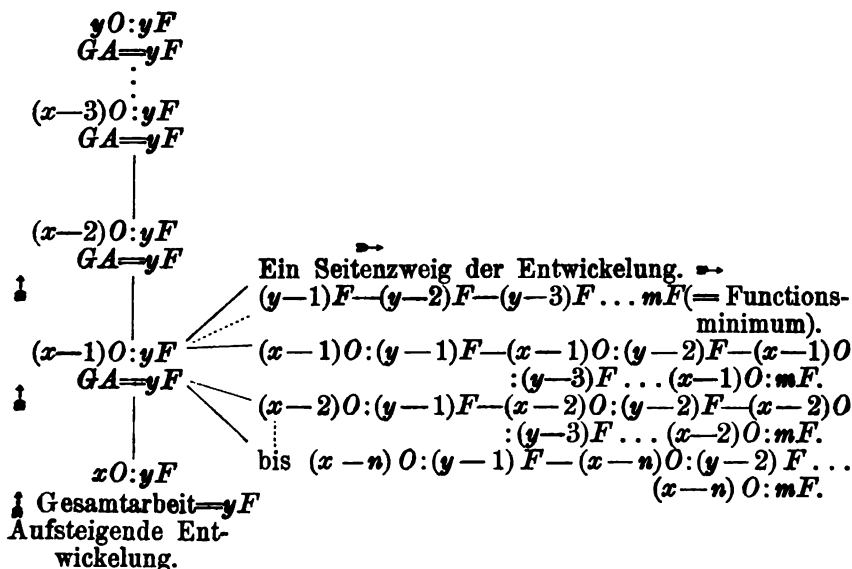 yO:yF
GA=yF
(x—3)O:yF
GA=yF
(x—2)O:yF
GA=yF
Ein Seitenzweig der Entwickelung.
(y—1)F—(y—2)F—(y—3)F ... mF(= Functions-
minimum).
(x—1)O:yF
GA=yF
(x—1)O:(y—1)F—(x—1)O:(y—2)F—(x—1)O
:(y—3)F ... (x—1)O:mF.
(x—2)O:(y—1)F—(x—2)O:(y—2)F—(x—2)O
:(y—3)F ... (x—2)O:mF.
bis (x—n)O:(y—1)F—(x—n)O:(y—2)F ...
(x—n)O:mF.
xO:yF
Gesamtarbeit=yF
Aufsteigende Ent-
wickelung.